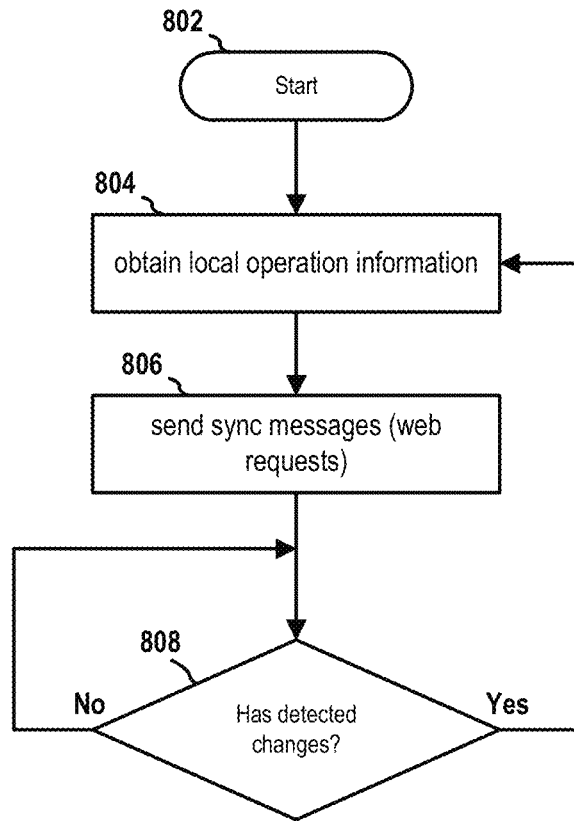 802
Start
804
obtain local operation information
806
send sync messages (web
requests)
808
No
Yes
Has detected
changes?